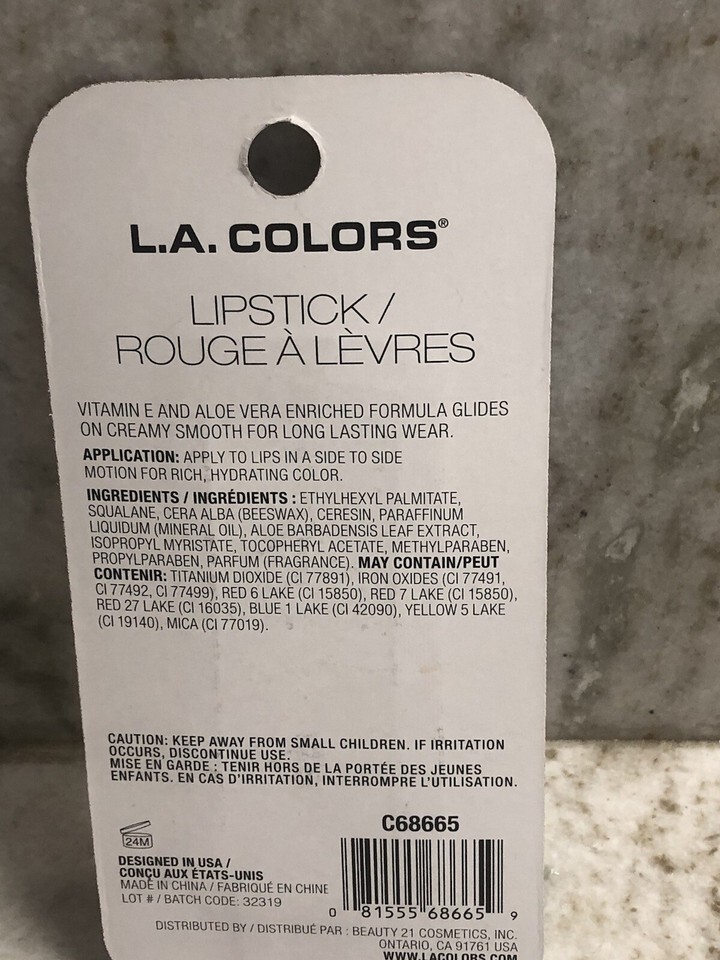 L.A. COLORS®
LIPSTICK /
ROUGE À LÈVRES
VITAMIN E AND ALOE VERA ENRICHED FORMULA GLIDES
ON CREAMY SMOOTH FOR LONG LASTING WEAR.
APPLICATION: APPLY TO LIPS IN A SIDE TO SIDE
MOTION FOR RICH, HYDRATING COLOR.
INGREDIENTS / INGRÉDIENTS : ETHYLHEXYL PALMITATE,
SQUALANE, CERA ALBA (BEESWAX), CERESIN, PARAFFINUM
LIQUIDUM (MINERAL OIL), ALOE BARBADENSIS LEAF EXTRACT,
ISOPROPYL MYRISTATE, TOCOPHERYL ACETATE, METHYLPARABEN,
PROPYLPARABEN, PARFUM (FRAGRANCE). MAY CONTAIN/PEUT
CONTENIR: TITANIUM DIOXIDE (CI 77891), IRON OXIDES (CI 77491,
CI 77492, CI 77499), RED 6 LAKE (CI 15850), RED 7 LAKE (CI 15850),
RED 27 LAKE (CI 16035), BLUE 1 LAKE (CI 42090), YELLOW 5 LAKE
(CI 19140), MICA (CI 77019).
CAUTION: KEEP AWAY FROM SMALL CHILDREN. IF IRRITATION
OCCURS, DISCONTINUE USE.
MISE EN GARDE : TENIR HORS DE LA PORTÉE DES JEUNES
ENFANTS. EN CAS D'IRRITATION, INTERROMPRE L'UTILISATION.
24M
DESIGNED IN USA /
CONÇU AUX ÉTATS-UNIS
MADE IN CHINA / FABRIQUÉ EN CHINE
LOT # / BATCH CODE: 32319
C68665
0 81555 68665 9
DISTRIBUTED BY / DISTRIBUÉ PAR : BEAUTY 21 COSMETICS, INC.
ONTARIO, CA 91761 USA
WWW.LACOLORS.COM